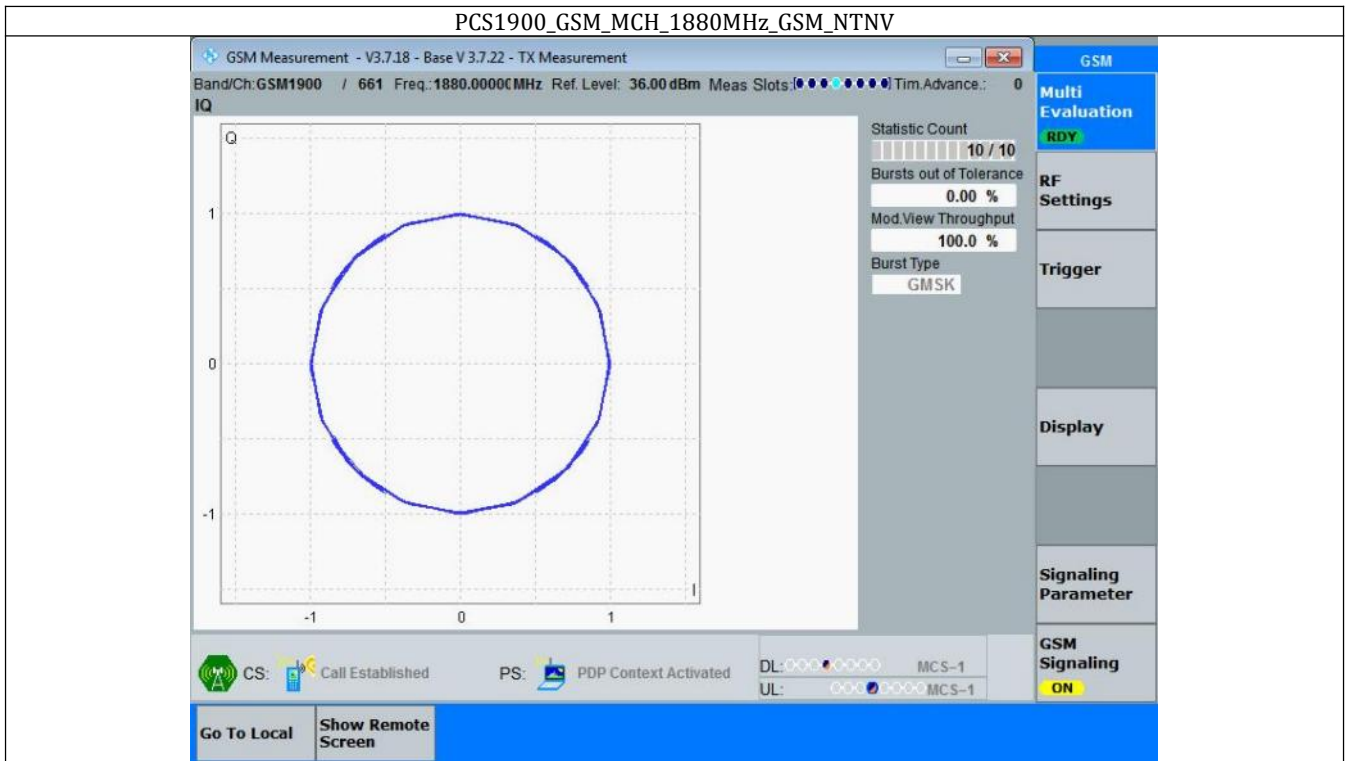 PCS1900_GSM_MCH_1880MHz_GSM_NTNV
GSM Measurement - V3.7.18 - Base V 3.7.22 - TX Measurement
GSM
Band/Ch:GSM1900 / 661 Freq.:1880.00000 MHz Ref. Level: 36.00 dBm Meas Slots: Tim.Advance.: 0
IQ
Multi
Evaluation
RDY
Q
Statistic Count
10 / 10
Bursts out of Tolerance
0.00 %
Mod.View Throughput
100.0 %
Burst Type
GMSK
1
0
-1
I
-1 0 1
RF
Settings
Trigger
Display
Signaling
Parameter
GSM
Signaling
ON
CS: Call Established PS: PDP Context Activated DL: MCS-1
UL: MCS-1
Go To Local
Show Remote
Screen